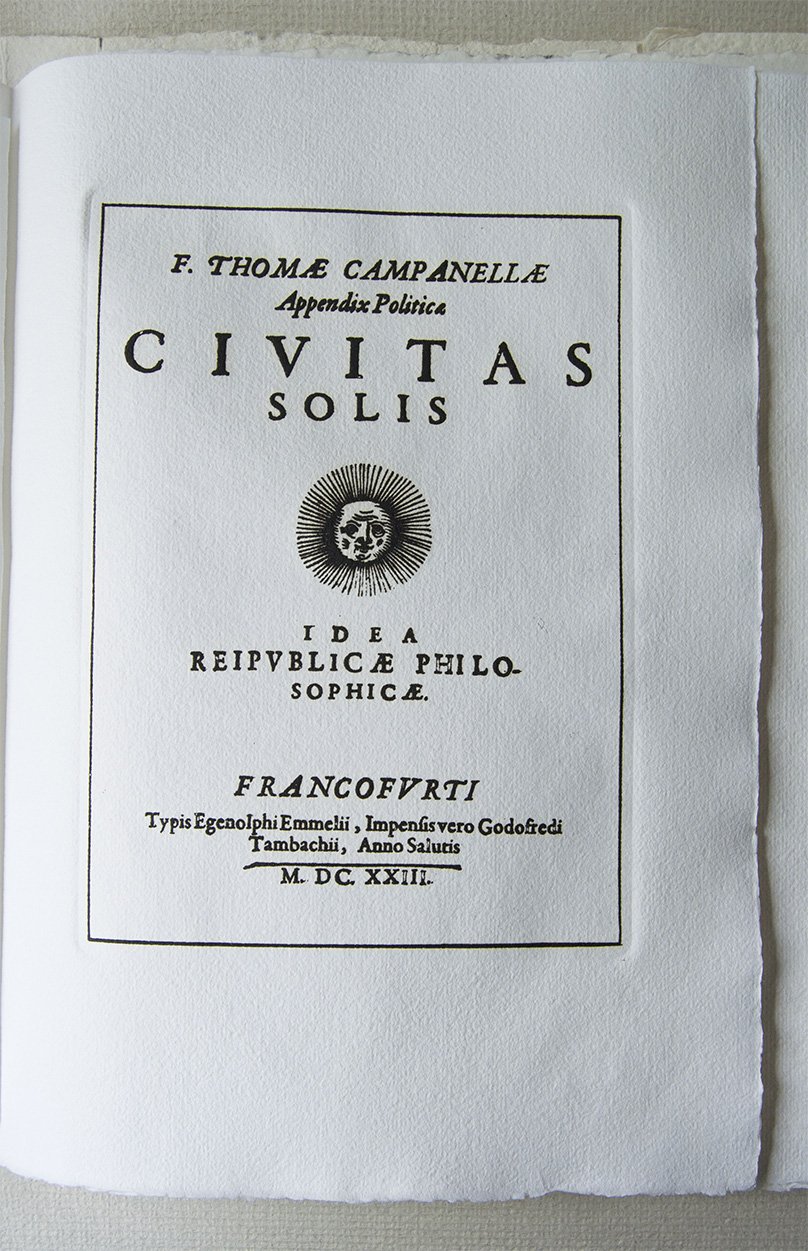 F. THOMÆ CAMPANELLÆ
Appendix Politicæ
CIVITAS
SOLIS
IDEA
REIPVBLICÆ PHILO-
SOPHICÆ.
FRANCOFVRTI
Typis Egenolphi Emmelii, Impenſis vero Godofredi
Tambachii, Anno Salutis
M. DC. XXIII.